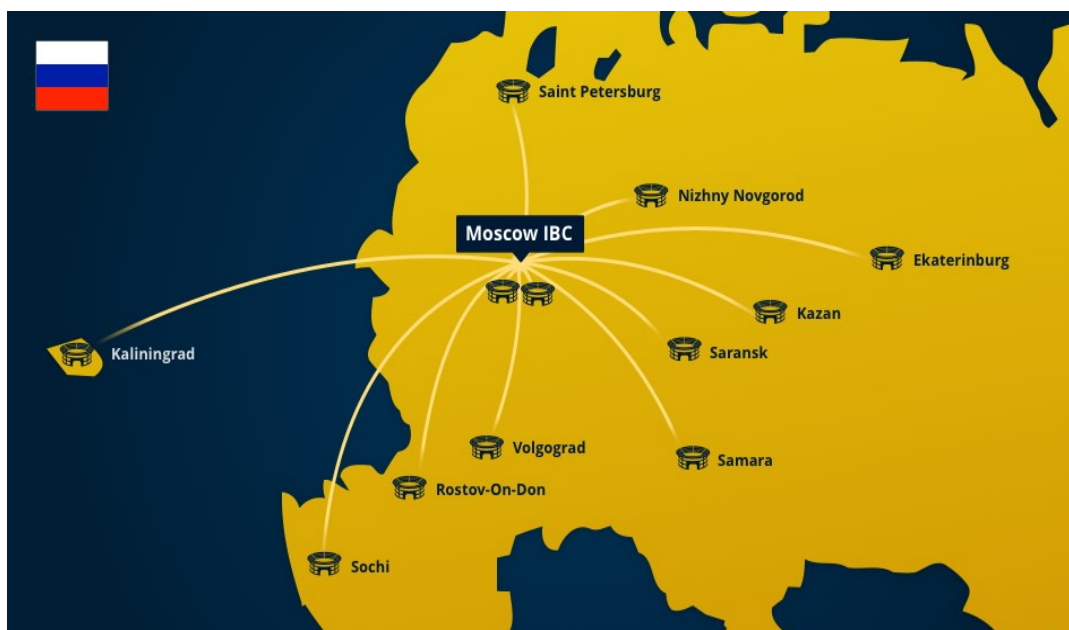 Saint Petersburg
Nizhny Novgorod
Moscow IBC
Ekaterinburg
Kazan
Saransk
Kaliningrad
Volgograd
Samara
Rostov-On-Don
Sochi